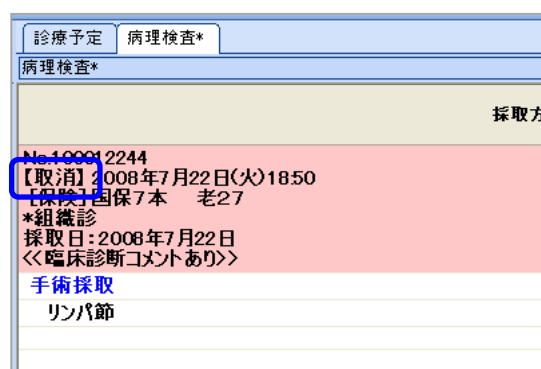 診療予定 病理検査*
病理検査*
採取方
No.100012244
【取消】 2008年7月22日(火)18:50
【保険】国保7本 老27
*組織診
採取日:2008年7月22日
<<臨床診断コメントあり>>
手術採取
リンパ節